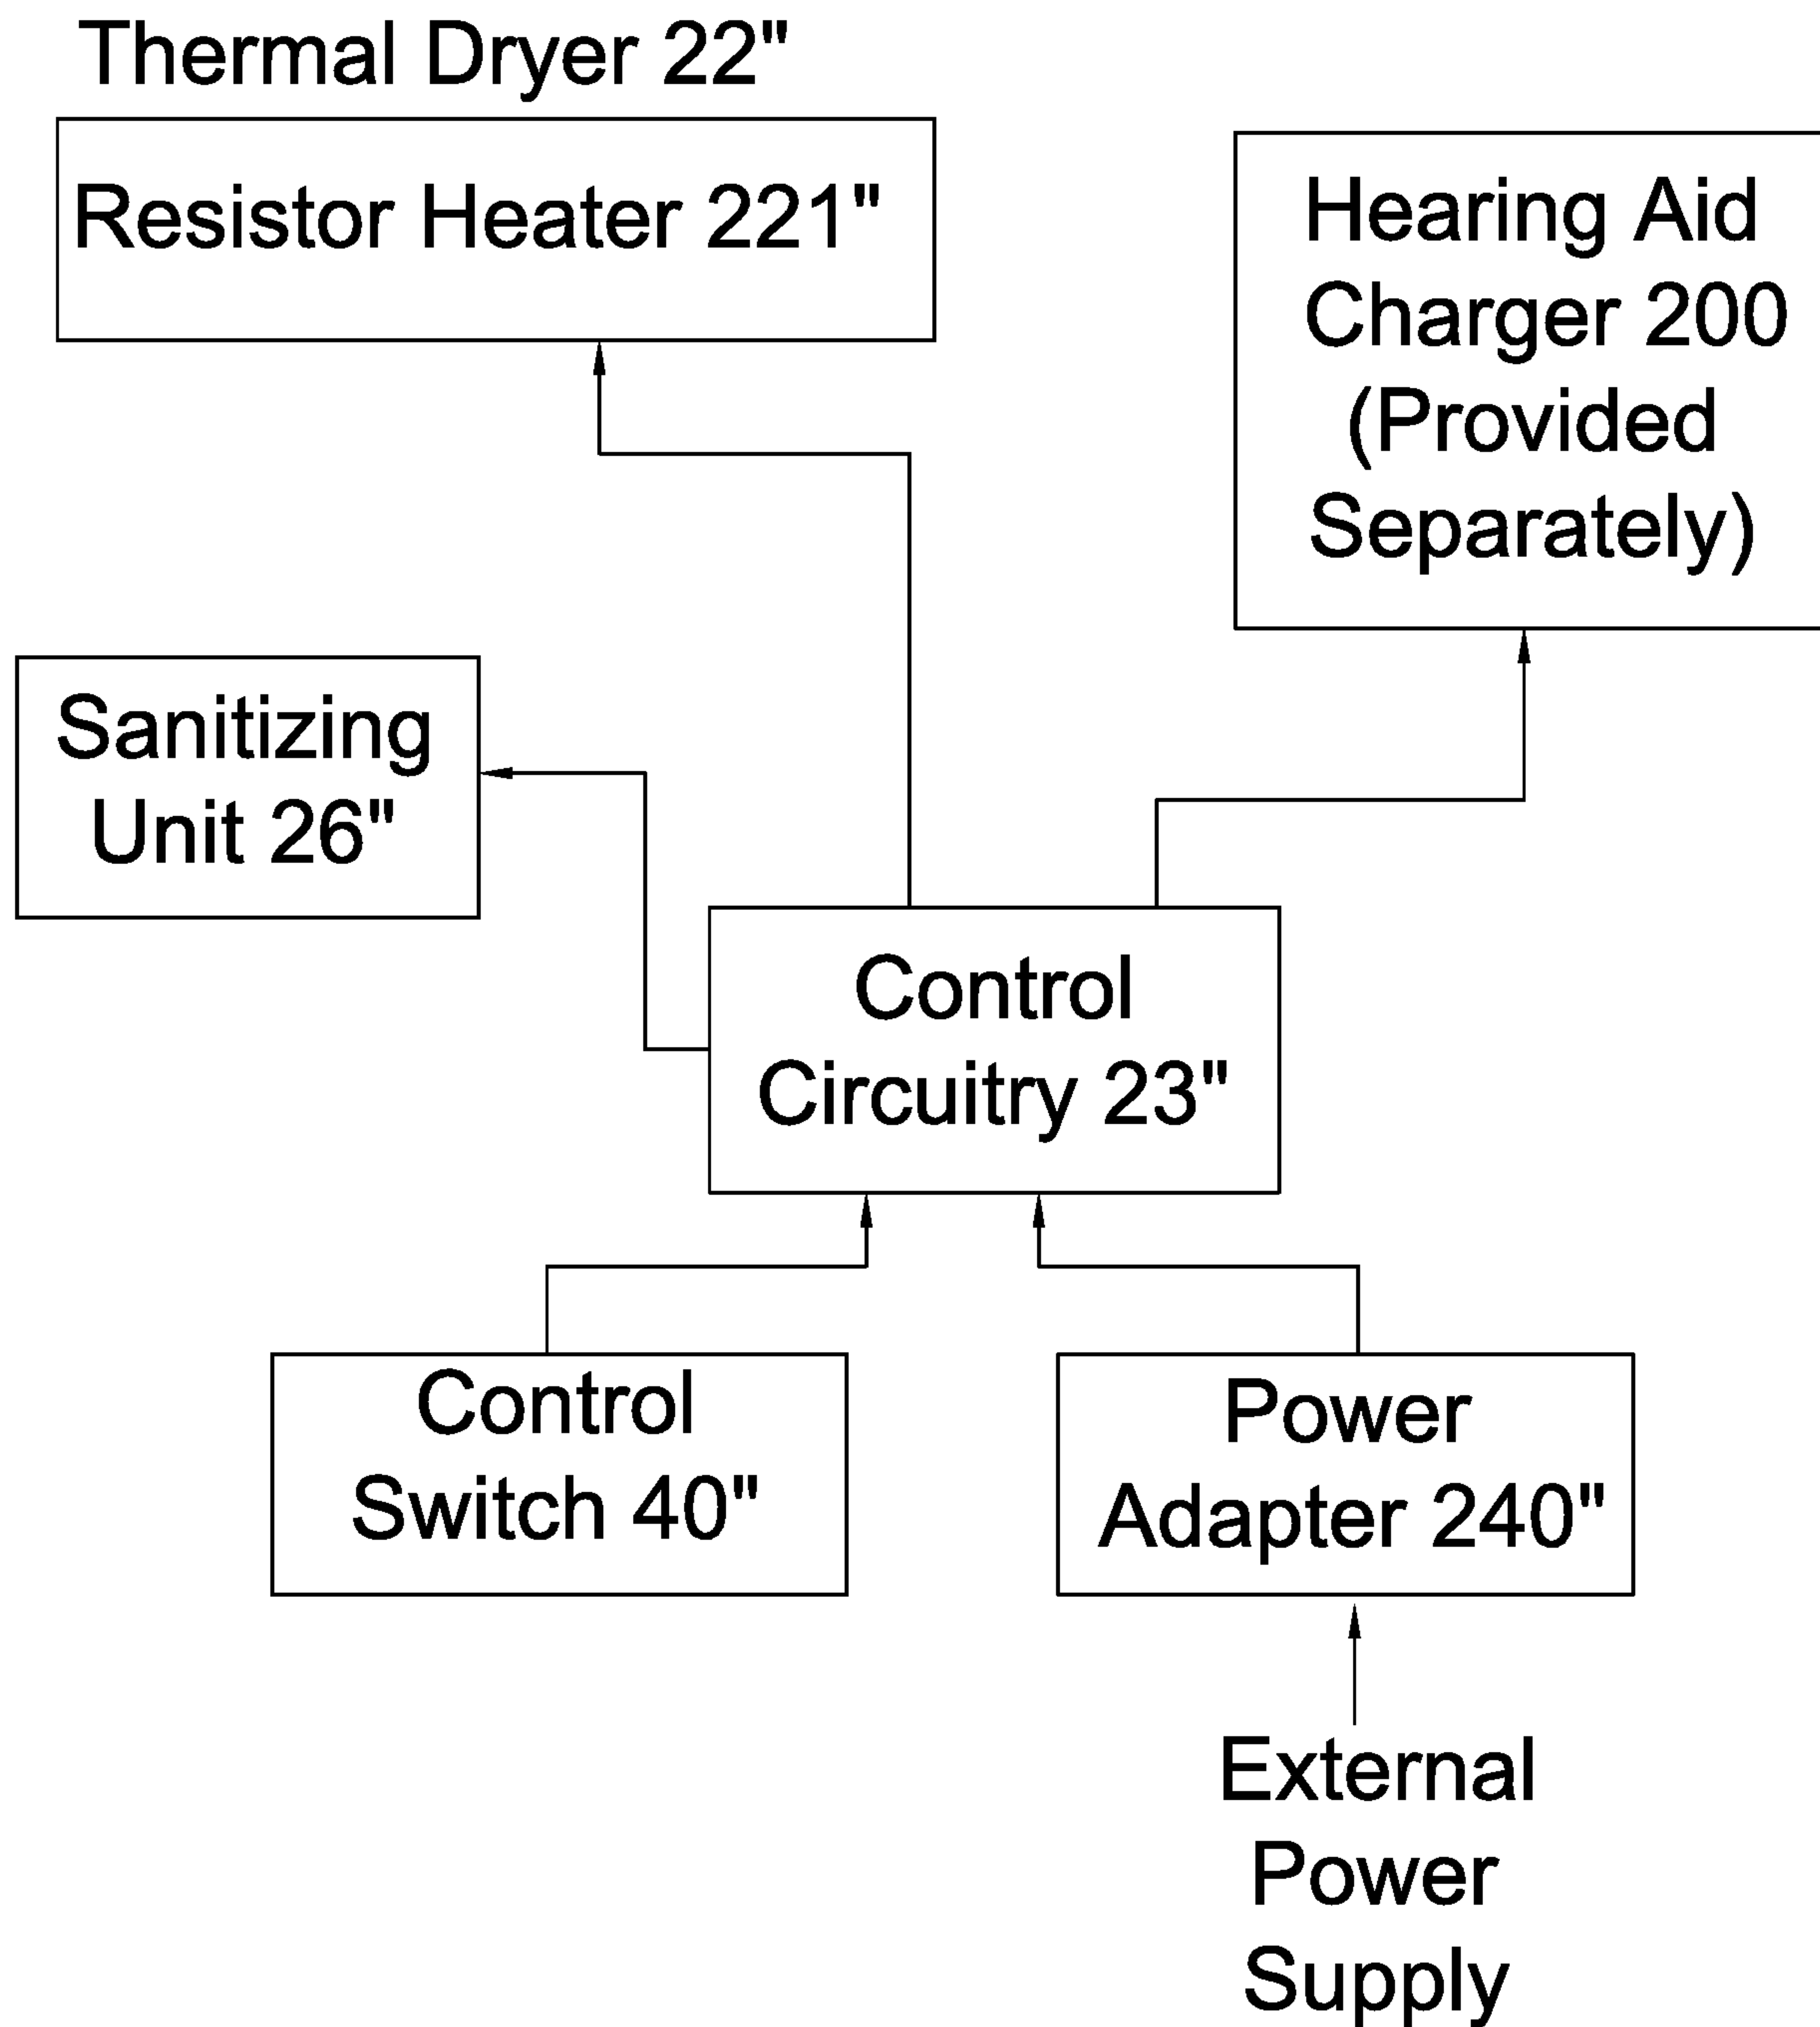 Thermal Dryer 22"
Resistor Heater 221"
Hearing Aid
Charger 200
(Provided
Separately)
Sanitizing
Unit 26"
Control
Circuitry 23"
Control
Switch 40"
Power
Adapter 240"
External
Power
Supply